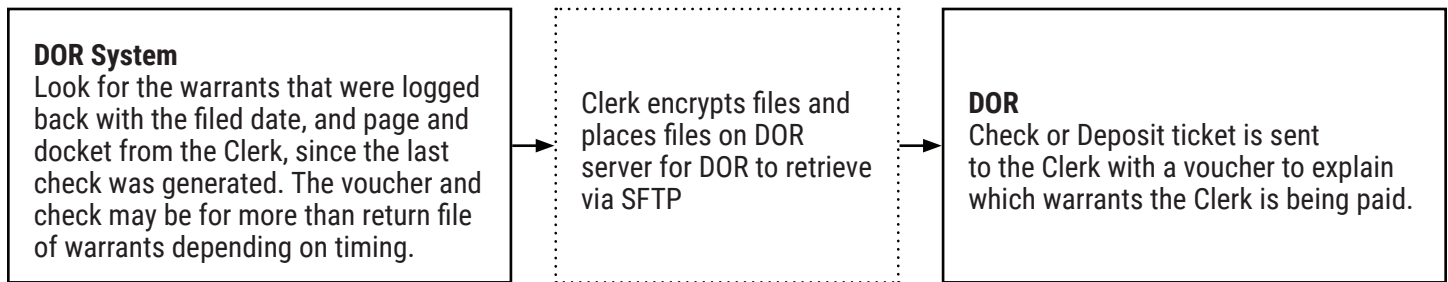 DOR System
Look for the warrants that were logged
back with the filed date, and page and
docket from the Clerk, since the last
check was generated. The voucher and
check may be for more than return file
of warrants depending on timing.
Clerk encrypts files and
places files on DOR
server for DOR to retrieve
via SFTP
DOR
Check or Deposit ticket is sent
to the Clerk with a voucher to explain
which warrants the Clerk is being paid.